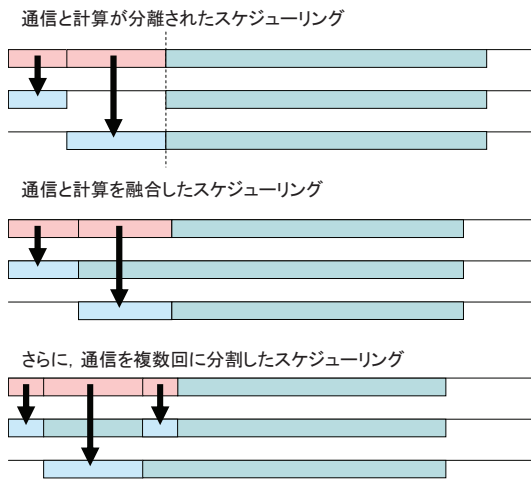 通信と計算が分離されたスケジューリング
通信と計算を融合したスケジューリング
さらに，通信を複数回に分割したスケジューリング